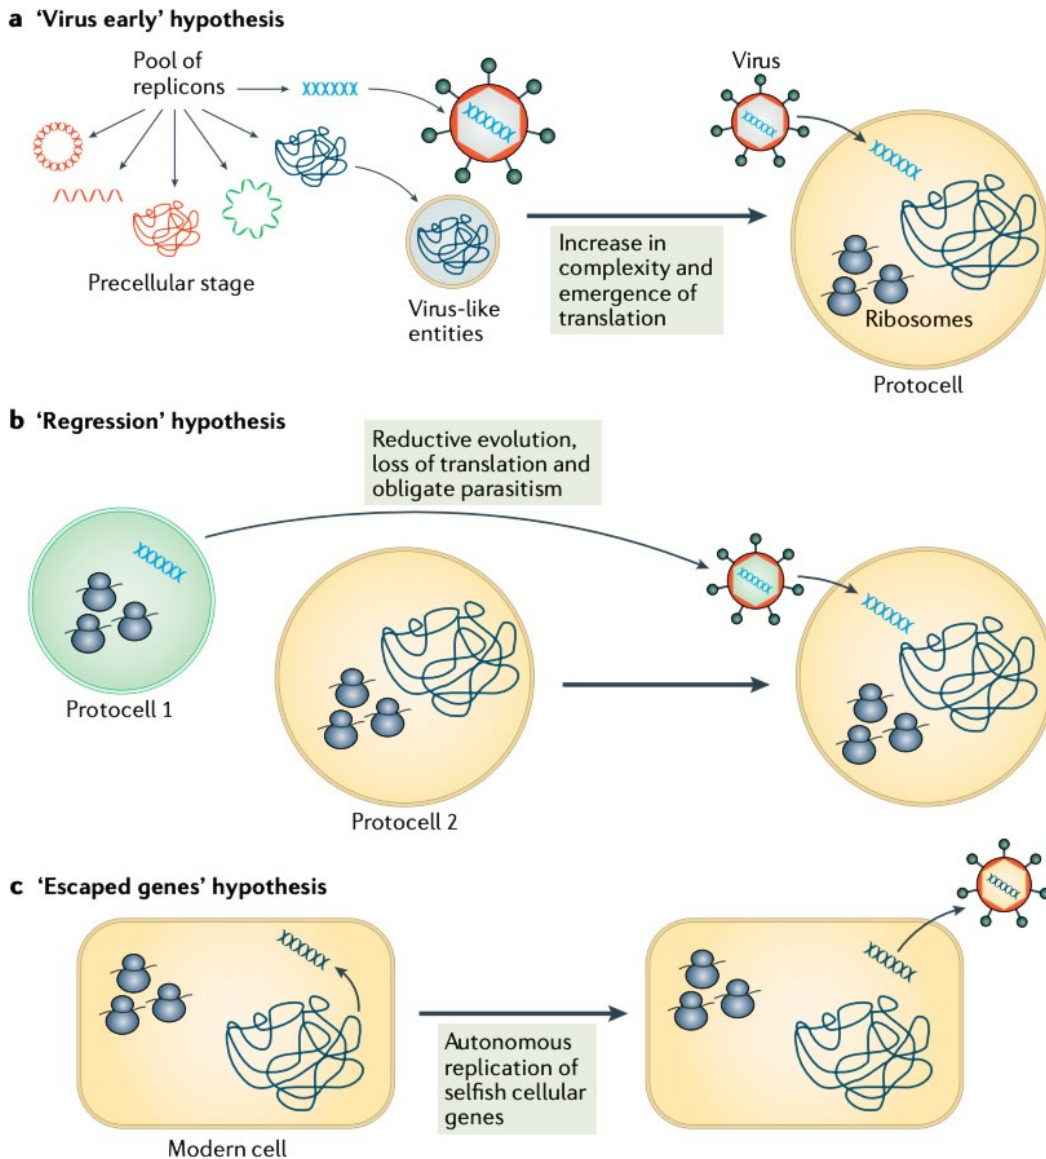 a 'Virus early' hypothesis
Pool of
replicons
Virus
Precellular stage
Virus-like
entities
Increase in
complexity and
emergence of
translation
Ribosomes
Protocell
b 'Regression' hypothesis
Reductive evolution,
loss of translation and
obligate parasitism
Protocell 1
Protocell 2
c 'Escaped genes' hypothesis
Autonomous
replication of
selfish cellular
genes
Modern cell